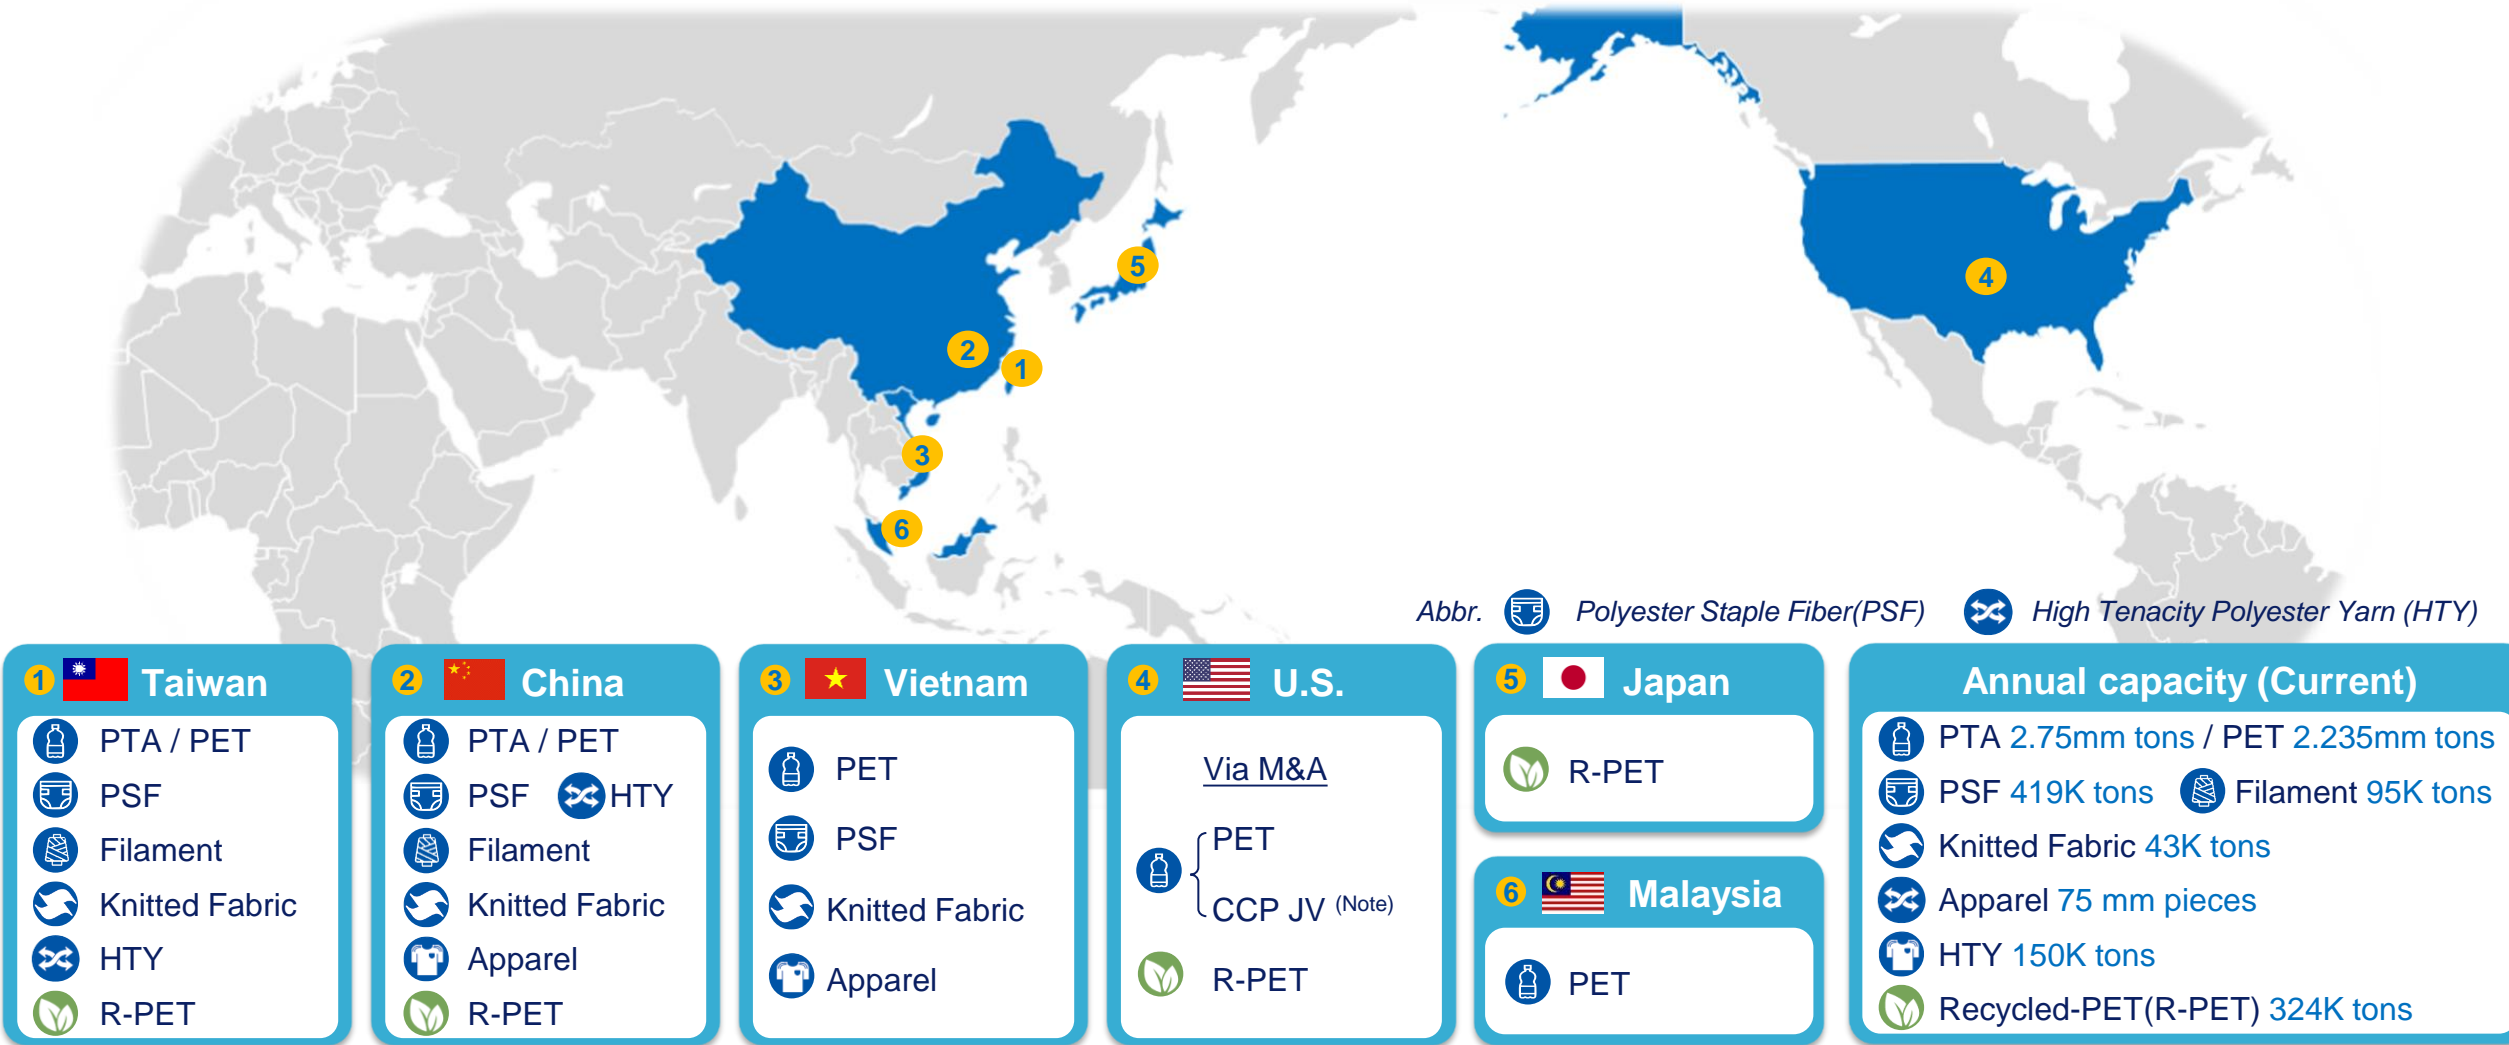 5
4
2
1
3
6
Abbr. Polyester Staple Fiber(PSF) High Tenacity Polyester Yarn (HTY)
1 Taiwan
PTA / PET
PSF
Filament
Knitted Fabric
HTY
R-PET
2 China
PTA / PET
PSF HTY
Filament
Knitted Fabric
Apparel
R-PET
3 Vietnam
PET
PSF
Knitted Fabric
Apparel
4 U.S.
Via M&A
PET
CCP JV (Note)
R-PET
5 Japan
R-PET
6 Malaysia
PET
Annual capacity (Current)
PTA 2.75mm tons / PET 2.235mm tons
PSF 419K tons Filament 95K tons
Knitted Fabric 43K tons
Apparel 75 mm pieces
HTY 150K tons
Recycled-PET(R-PET) 324K tons